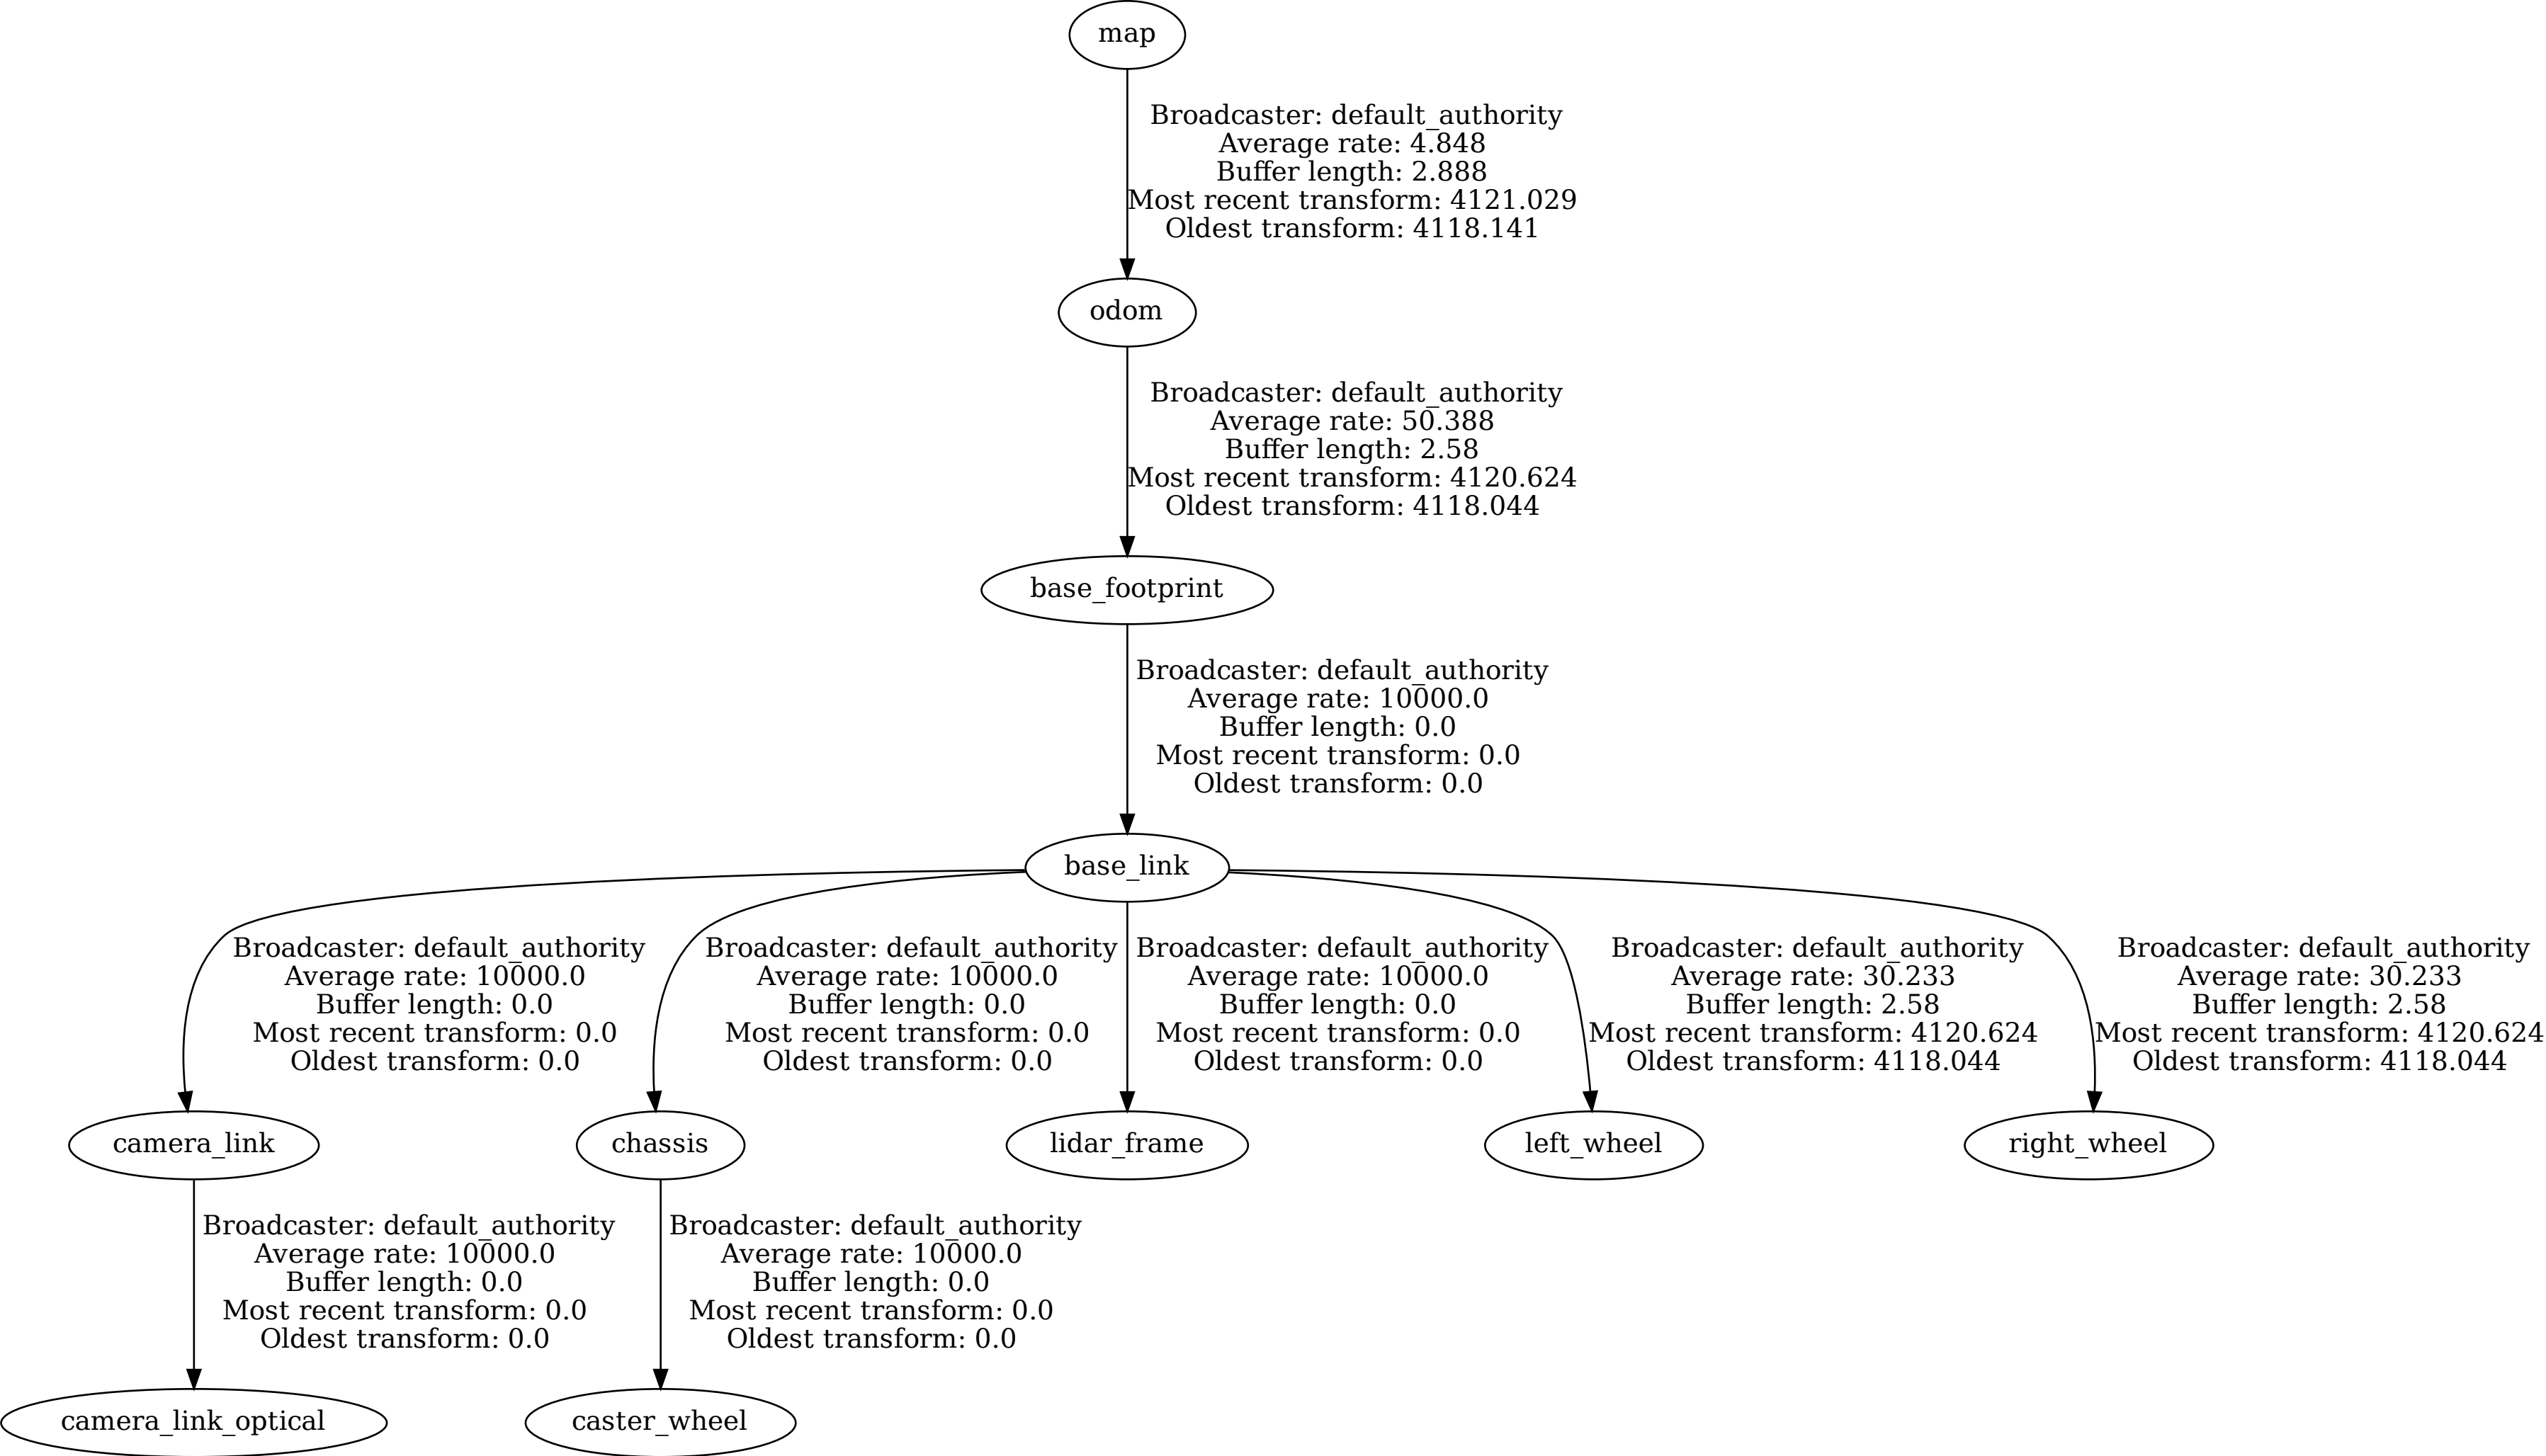 map
Broadcaster: default_authority
Average rate: 4.848
Buffer length: 2.888
Most recent transform: 4121.029
Oldest transform: 4118.141
odom
Broadcaster: default_authority
Average rate: 50.388
Buffer length: 2.58
Most recent transform: 4120.624
Oldest transform: 4118.044
base_footprint
Broadcaster: default_authority
Average rate: 10000.0
Buffer length: 0.0
Most recent transform: 0.0
Oldest transform: 0.0
base_link
Broadcaster: default_authority
Average rate: 10000.0
Buffer length: 0.0
Most recent transform: 0.0
Oldest transform: 0.0
Broadcaster: default_authority
Average rate: 10000.0
Buffer length: 0.0
Most recent transform: 0.0
Oldest transform: 0.0
Broadcaster: default_authority
Average rate: 10000.0
Buffer length: 0.0
Most recent transform: 0.0
Oldest transform: 0.0
Broadcaster: default_authority
Average rate: 30.233
Buffer length: 2.58
Most recent transform: 4120.624
Oldest transform: 4118.044
Broadcaster: default_authority
Average rate: 30.233
Buffer length: 2.58
Most recent transform: 4120.624
Oldest transform: 4118.044
camera_link
chassis
lidar_frame
left_wheel
right_wheel
Broadcaster: default_authority
Average rate: 10000.0
Buffer length: 0.0
Most recent transform: 0.0
Oldest transform: 0.0
Broadcaster: default_authority
Average rate: 10000.0
Buffer length: 0.0
Most recent transform: 0.0
Oldest transform: 0.0
camera_link_optical
caster_wheel